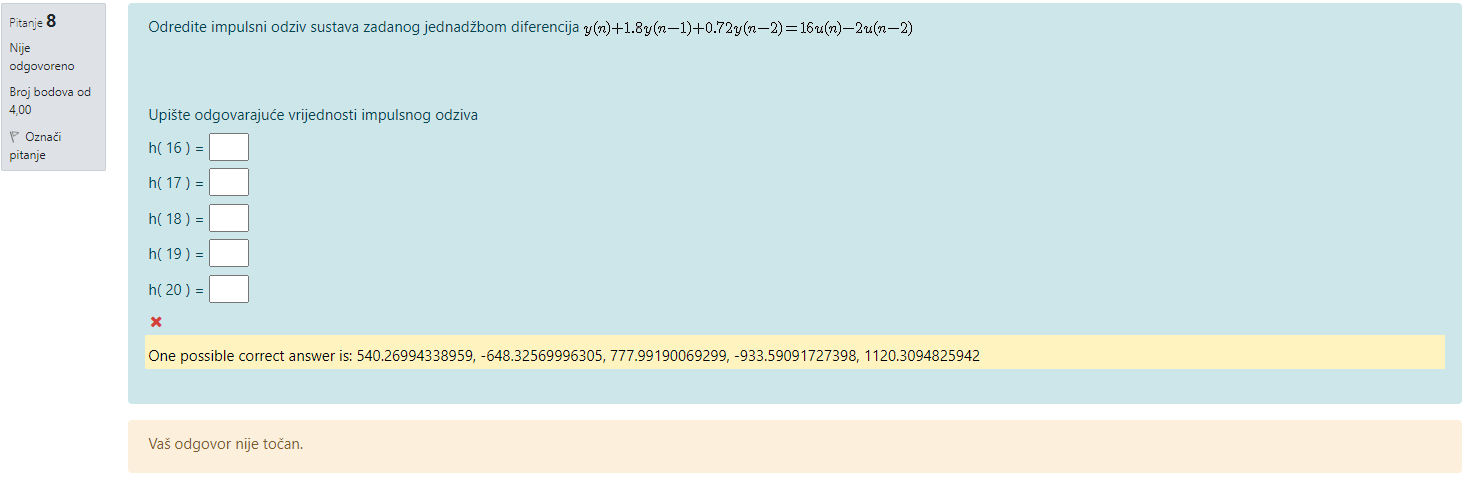 Pitanje 8
Nije
odgovoreno
Broj bodova od
4,00
Označi
pitanje
Odredite impulsni odziv sustava zadanog jednadžbom diferencija y(n)+1.8y(n−1)+0.72y(n−2)=16u(n)−2u(n−2)
Upište odgovarajuće vrijednosti impulsnog odziva
h( 16 ) =
h( 17 ) =
h( 18 ) =
h( 19 ) =
h( 20 ) =
One possible correct answer is: 540.26994338959, -648.32569996305, 777.99190069299, -933.59091727398, 1120.3094825942
Vaš odgovor nije točan.